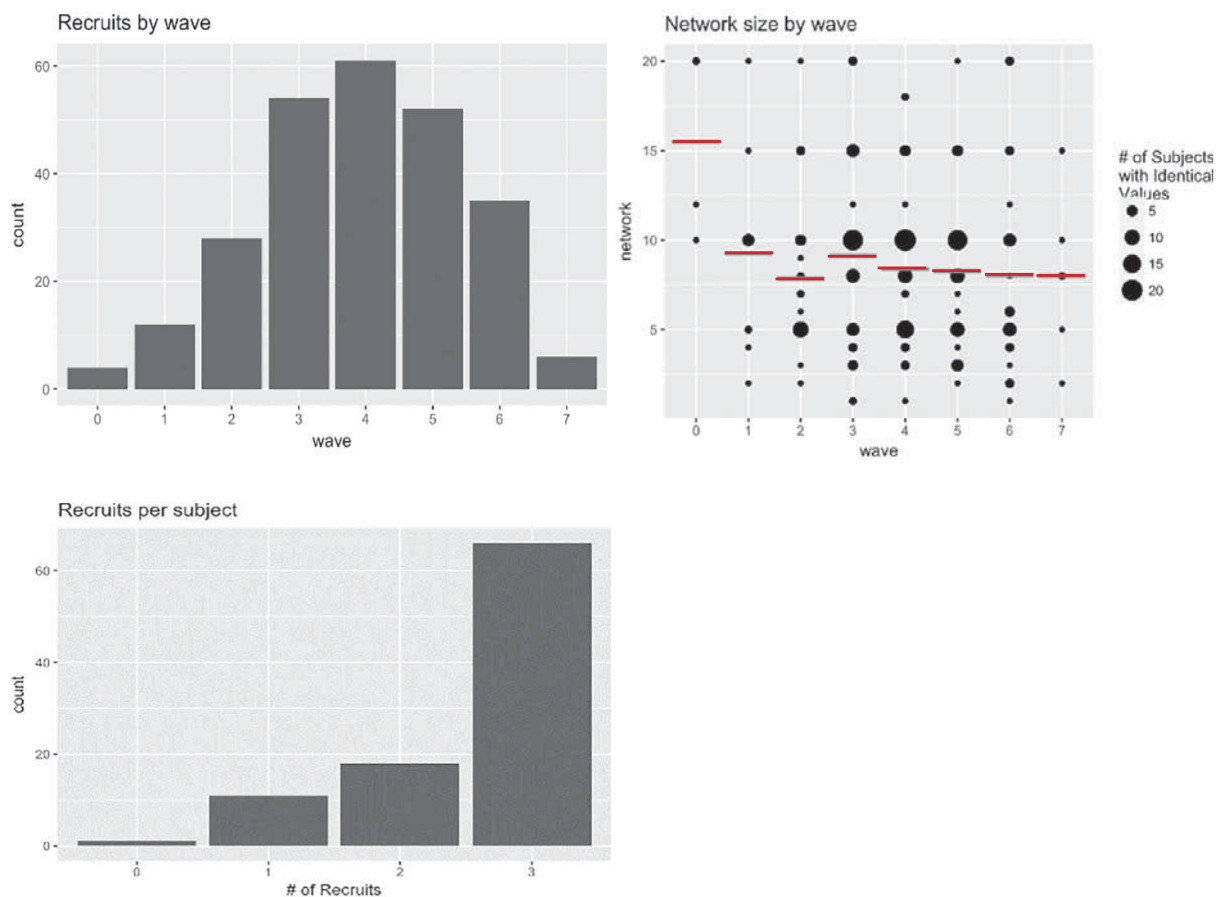 Recruits by wave
60
40
20
0
count
0 1 2 3 4 5 6 7
wave
Network size by wave
20
15
10
5
network
0 1 2 3 4 5 6 7
wave
# of Subjects
with Identical
Values
5
10
15
20
Recruits per subject
60
40
20
0
count
0 1 2 3
# of Recruits